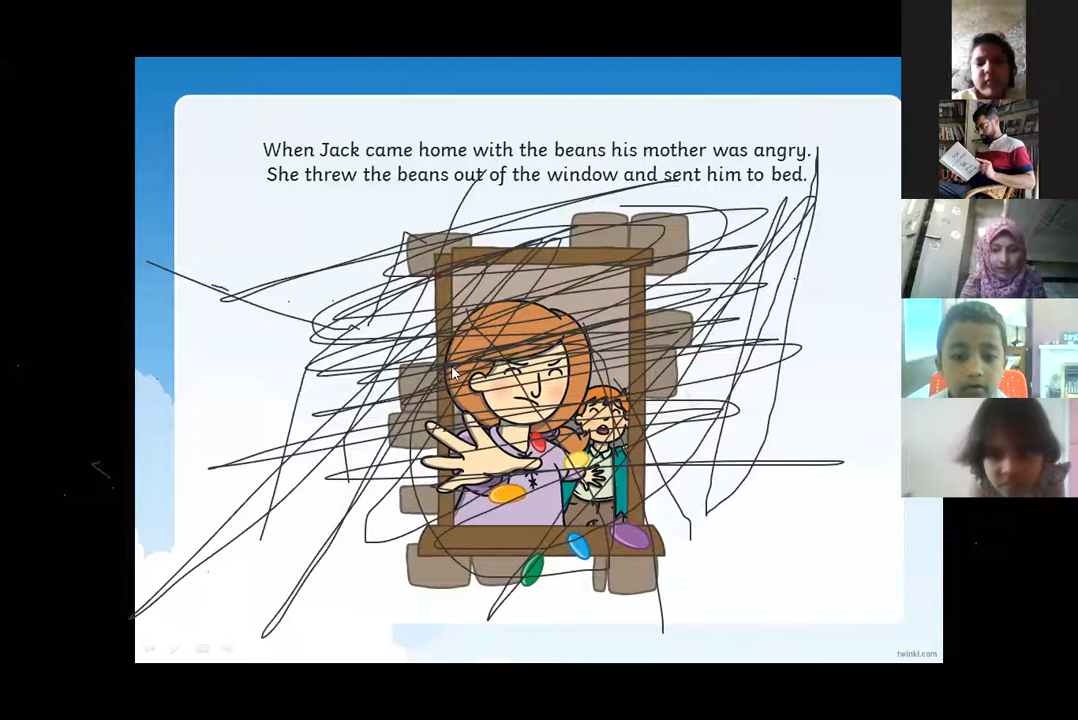 When Jack came home with the beans his mother was angry.
She threw the beans out of the window and sent him to bed.
twinkl.com